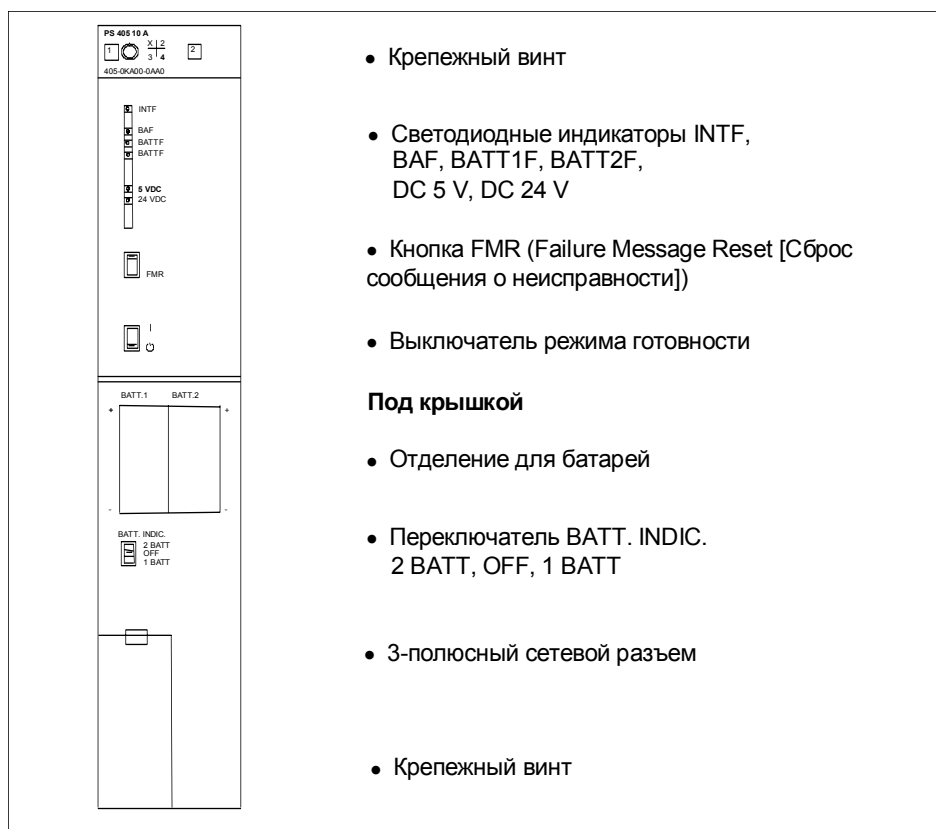 PS 405 10 A
1 X 2 3 4 2
405-0KA00-0AA0
INTF
BAF
BATTF
BATTF
5 VDC
24 VDC
FMR
I
BATT.1 BATT.2
+ +
- -
BATT. INDIC.
2 BATT
OFF
1 BATT
• Крепежный винт
• Светодиодные индикаторы INTF,
BAF, BATT1F, BATT2F,
DC 5 V, DC 24 V
• Кнопка FMR (Failure Message Reset [Сброс
сообщения о неисправности])
• Выключатель режима готовности
Под крышкой
• Отделение для батарей
• Переключатель BATT. INDIC.
2 BATT, OFF, 1 BATT
• 3-полюсный сетевой разъем
• Крепежный винт